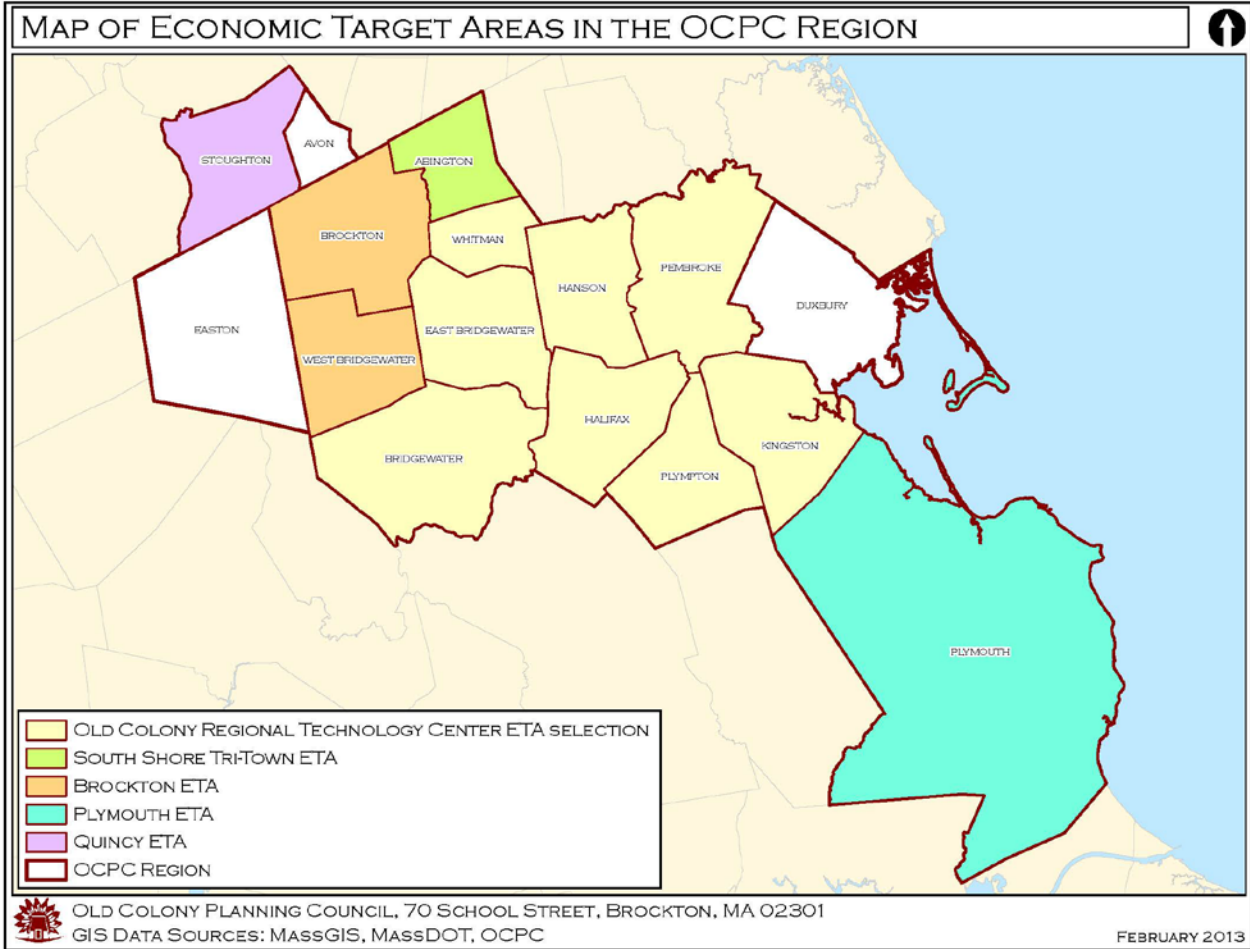 MAP OF ECONOMIC TARGET AREAS IN THE OCPC REGION
STOUGHTON
AVON
ABINGTON
BROCKTON
WHITMAN
HANSON
PEMBROKE
DUXBURY
EASTON
EAST BRIDGEWATER
WEST BRIDGEWATER
HALIFAX
KINGSTON
BRIDGEWATER
PLYMPTON
PLYMOUTH
OLD COLONY REGIONAL TECHNOLOGY CENTER ETA SELECTION
SOUTH SHORE TRI-TOWN ETA
BROCKTON ETA
PLYMOUTH ETA
QUINCY ETA
OCPC REGION
OLD COLONY PLANNING COUNCIL, 70 SCHOOL STREET, BROCKTON, MA 02301
GIS DATA SOURCES: MASSGIS, MASSDOT, OCPC
FEBRUARY 2013